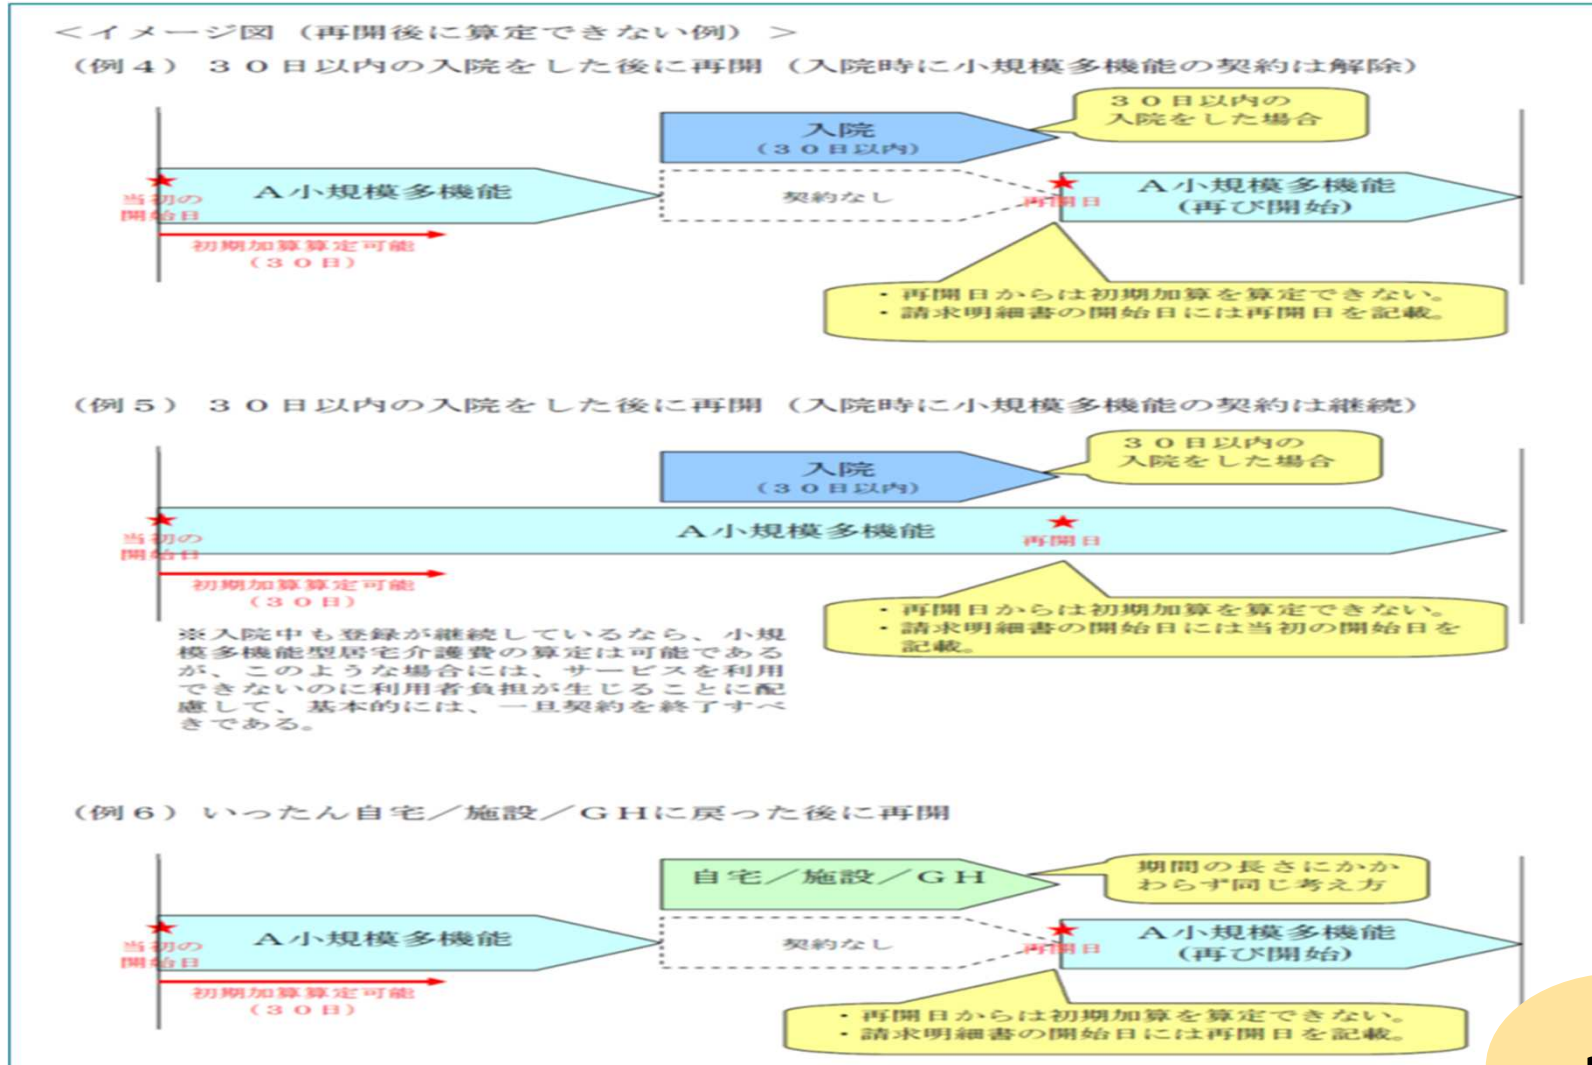 ＜イメージ図（再開後に算定できない例）＞
（例４）３０日以内の入院をした後に再開（入院時に小規模多機能の契約は解除）
３０日以内の
入院をした場合
入院
（３０日以内）
Ａ小規模多機能
契約なし
Ａ小規模多機能
（再び開始）
当初の
開始日
再開日
初期加算算定可能
（３０日）
・再開日からは初期加算を算定できない。
・請求明細書の開始日には再開日を記載。
（例５）３０日以内の入院をした後に再開（入院時に小規模多機能の契約は継続）
３０日以内の
入院をした場合
入院
（３０日以内）
Ａ小規模多機能
当初の
開始日
再開日
初期加算算定可能
（３０日）
・再開日からは初期加算を算定できない。
・請求明細書の開始日には当初の開始日を
記載。
※入院中も登録が継続しているなら、小規
模多機能型居宅介護費の算定は可能である
が、このような場合には、サービスを利用
できないのに利用者負担が生じることに配
慮して、基本的には、一旦契約を終了すべ
きである。
（例６）いったん自宅／施設／ＧＨに戻った後に再開
自宅／施設／ＧＨ
期間の長さにかか
わらず同じ考え方
Ａ小規模多機能
契約なし
Ａ小規模多機能
（再び開始）
当初の
開始日
再開日
初期加算算定可能
（３０日）
・再開日からは初期加算を算定できない。
・請求明細書の開始日には再開日を記載。